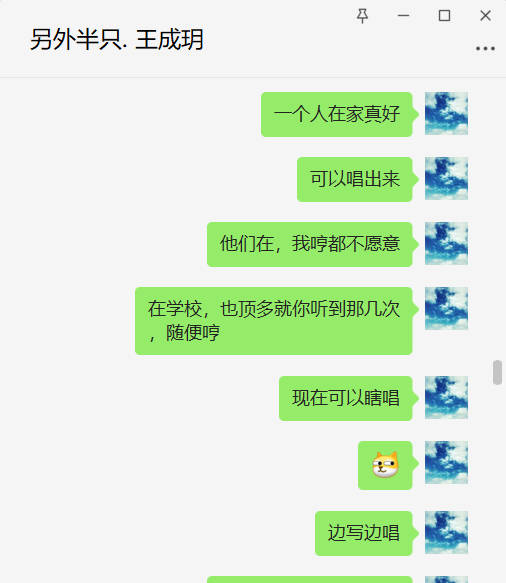 另外半只. 王成玥
一个人在家真好
可以唱出来
他们在，我哼都不愿意
在学校，也顶多就你听到那几次
，随便哼
现在可以瞎唱
边写边唱